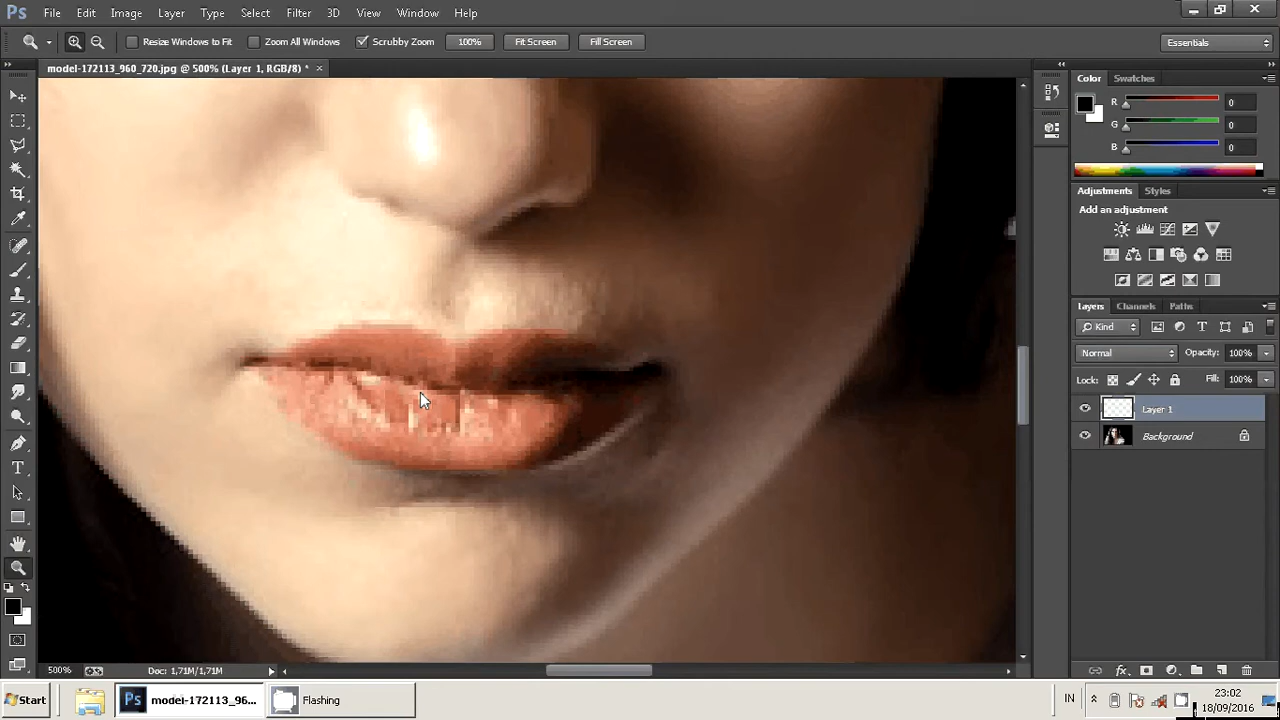 Ps File Edit Image Layer Type Select Filter 3D View Window Help
Resize Windows to Fit Zoom All Windows Scrubby Zoom 100% Fit Screen Fill Screen Essentials
model-172113_960_720.jpg @ 500% (Layer 1, RGB/8) * ×
Color Swatches
R 0
G 0
B 0
Adjustments Styles
Add an adjustment
Layers Channels Paths
Kind
Normal Opacity: 100%
Lock: Fill: 100%
Layer 1
Background
500% Doc: 1,71M/1,71M
Start Ps model-172113_96... Flashing IN 23:02
18/09/2016